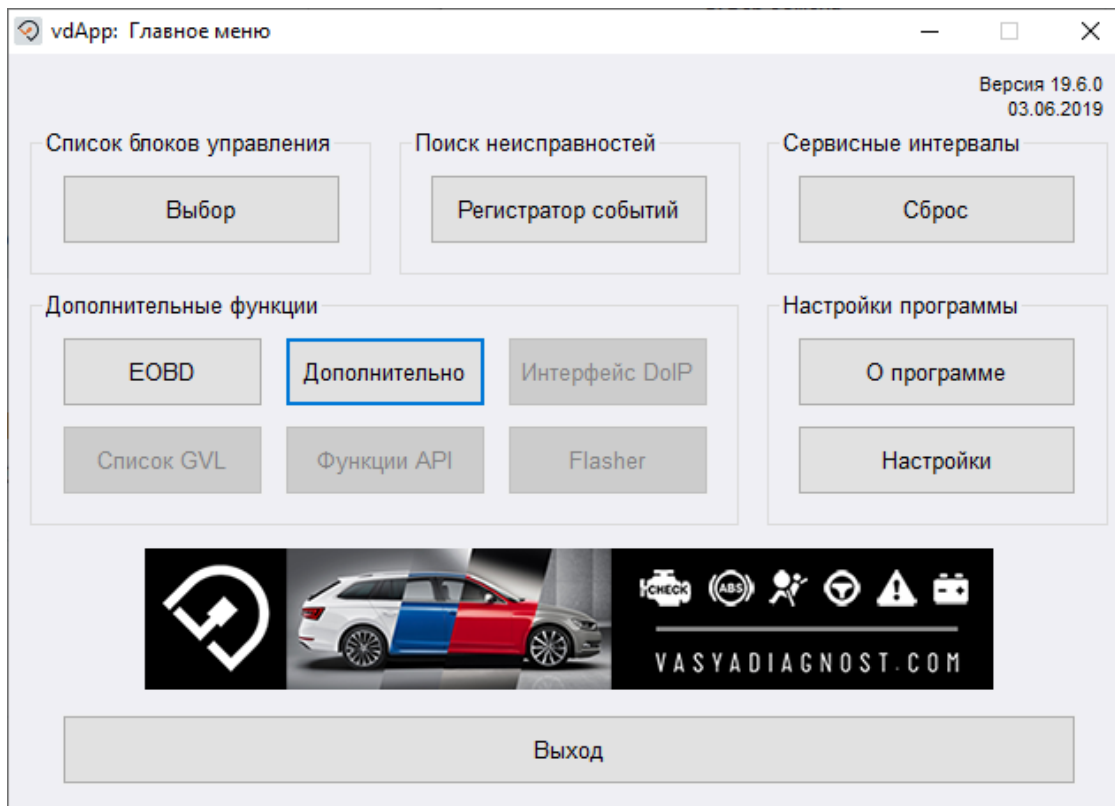 vdApp: Главное меню
Версия 19.6.0
03.06.2019
Список блоков управления
Поиск неисправностей
Сервисные интервалы
Выбор
Регистратор событий
Сброс
Дополнительные функции
Настройки программы
EOBD
Дополнительно
Интерфейс DoIP
О программе
Список GVL
Функции API
Flasher
Настройки
CHECK
ABS
VASYADIAGNOST.COM
Выход